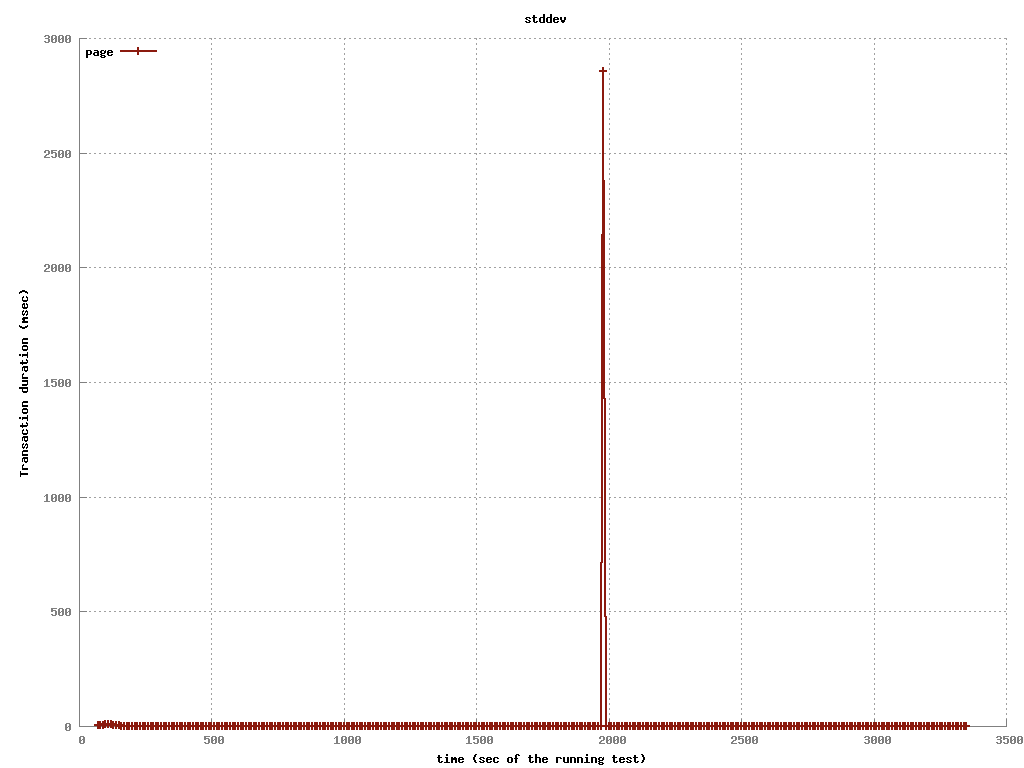 stddev
page
3000
2500
2000
1500
1000
500
0
Transaction duration (msec)
0 500 1000 1500 2000 2500 3000 3500
time (sec of the running test)